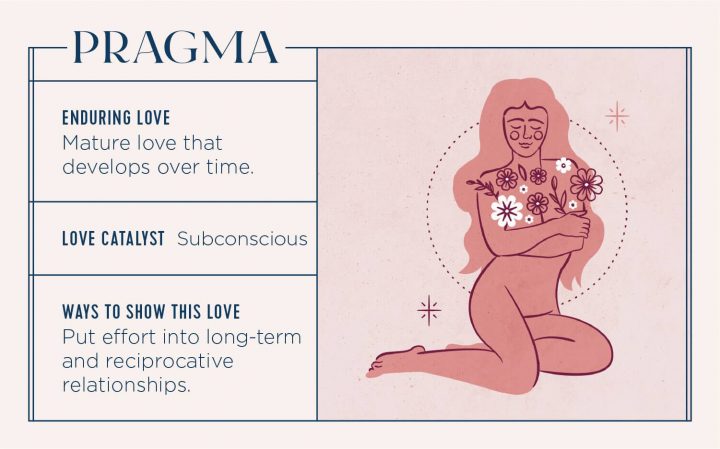 PRAGMA
ENDURING LOVE
Mature love that
develops over time.
LOVE CATALYST Subconscious
WAYS TO SHOW THIS LOVE
Put effort into long-term
and reciprocative
relationships.